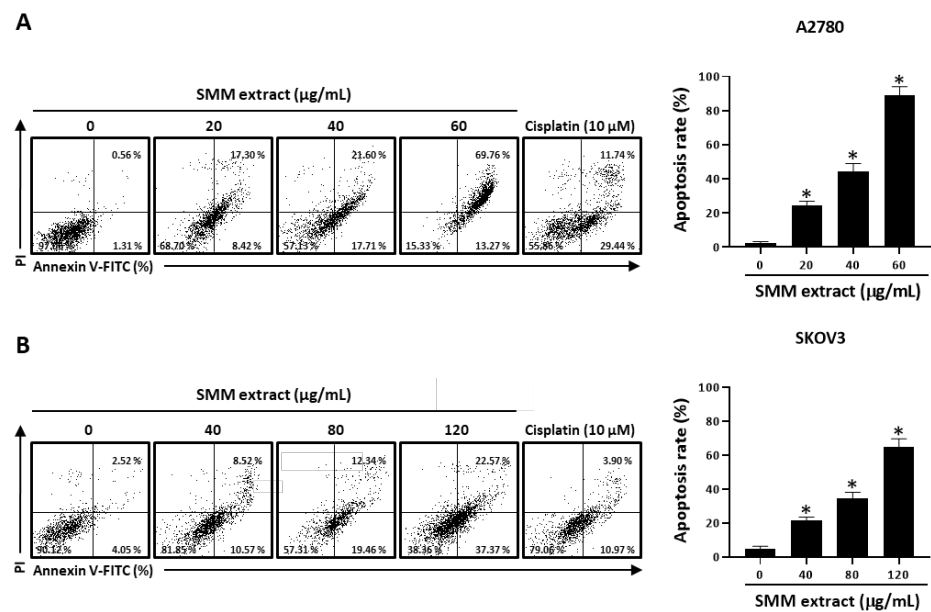 A
A2780
SMM extract (μg/mL)
0 20 40 60 Cisplatin (10 μM)
0.56 % 17.30 % 21.60 % 69.76 % 11.74 %
1.31 % 68.70 % 8.42 % 57.13 % 17.71 % 15.33 % 13.27 % 29.44 %
PI
Annexin V-FITC (%)
Apoptosis rate (%)
100
80
60
40
20
0
* * *
0 20 40 60
SMM extract (μg/mL)
B
SKOV3
SMM extract (μg/mL)
0 40 80 120 Cisplatin (10 μM)
2.52 % 8.52 % 12.34 % 22.57 % 3.90 %
90.12 % 4.05 % 81.85 % 10.57 % 57.31 % 19.46 % 38.36 % 37.37 % 79.06 % 10.97 %
PI
Annexin V-FITC (%)
Apoptosis rate (%)
100
80
60
40
20
0
* * *
0 40 80 120
SMM extract (μg/mL)